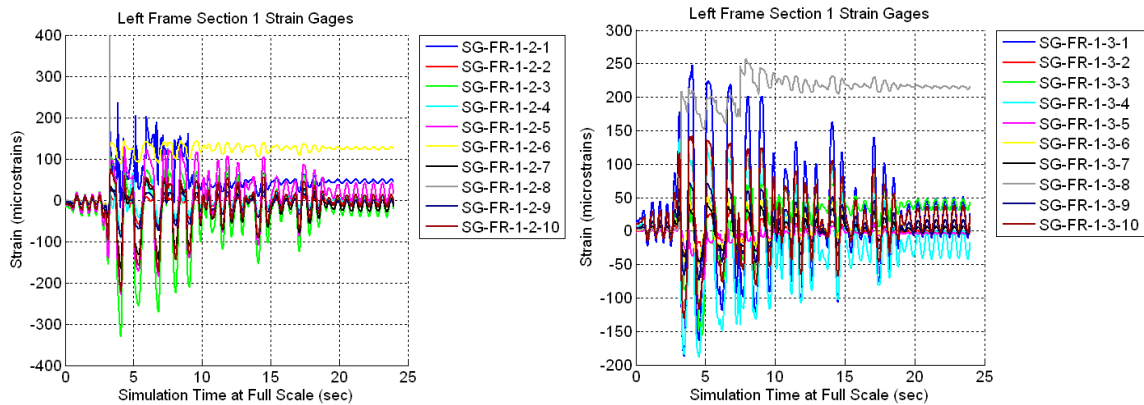 Left Frame Section 1 Strain Gages
400
300
200
100
0
-100
-200
-300
-400
0
5
10
15
20
25
Strain (microstrains)
Simulation Time at Full Scale (sec)
SG-FR-1-2-1
SG-FR-1-2-2
SG-FR-1-2-3
SG-FR-1-2-4
SG-FR-1-2-5
SG-FR-1-2-6
SG-FR-1-2-7
SG-FR-1-2-8
SG-FR-1-2-9
SG-FR-1-2-10
Left Frame Section 1 Strain Gages
300
250
200
150
100
50
0
-50
-100
-150
-200
0
5
10
15
20
25
Strain (microstrains)
Simulation Time at Full Scale (sec)
SG-FR-1-3-1
SG-FR-1-3-2
SG-FR-1-3-3
SG-FR-1-3-4
SG-FR-1-3-5
SG-FR-1-3-6
SG-FR-1-3-7
SG-FR-1-3-8
SG-FR-1-3-9
SG-FR-1-3-10